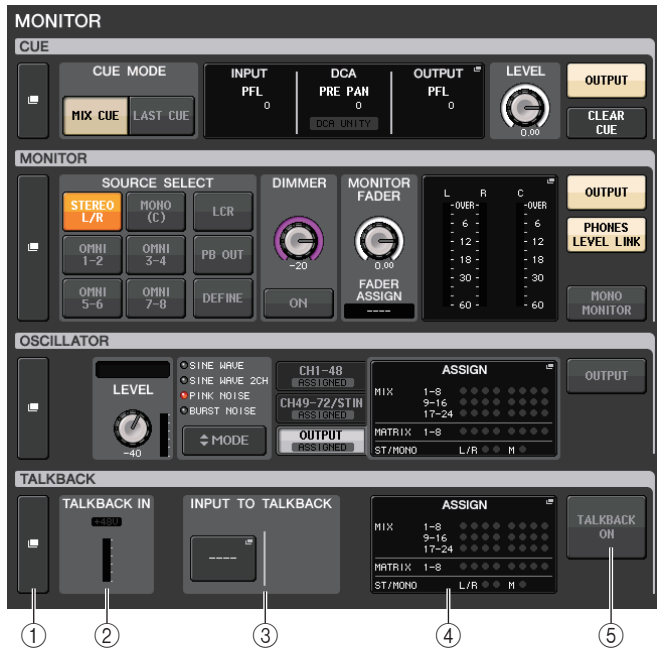 MONITOR
CUE
CUE MODE
MIX CUE
LAST CUE
INPUT
PFL
0
DCA
PRE PAN
0
DCA UNITY
OUTPUT
PFL
0
LEVEL
0.00
OUTPUT
CLEAR
CUE
MONITOR
SOURCE SELECT
STEREO
L/R
MONO
(C)
LCR
OMNI
1-2
OMNI
3-4
PB OUT
OMNI
5-6
OMNI
7-8
DEFINE
DIMMER
-20
ON
MONITOR
FADER
0.00
FADER
ASSIGN
----
L R C
-OVER- -OVER-
- 6 - - 6
- 12 - - 12
- 18 - - 18
- 30 - - 30
- 60 - - 60
OUTPUT
PHONES
LEVEL LINK
MONO
MONITOR
OSCILLATOR
LEVEL
-40
SINE WAVE
SINE WAVE 2CH
PINK NOISE
BURST NOISE
MODE
CH1-48
ASSIGNED
CH49-72/STIN
ASSIGNED
OUTPUT
ASSIGNED
ASSIGN
MIX 1-8
9-16
17-24
MATRIX 1-8
ST/MONO L/R M
OUTPUT
TALKBACK
TALKBACK IN
+48V
INPUT TO TALKBACK
----
ASSIGN
MIX 1-8
9-16
17-24
MATRIX 1-8
ST/MONO L/R M
TALKBACK
ON
① ② ③ ④ ⑤